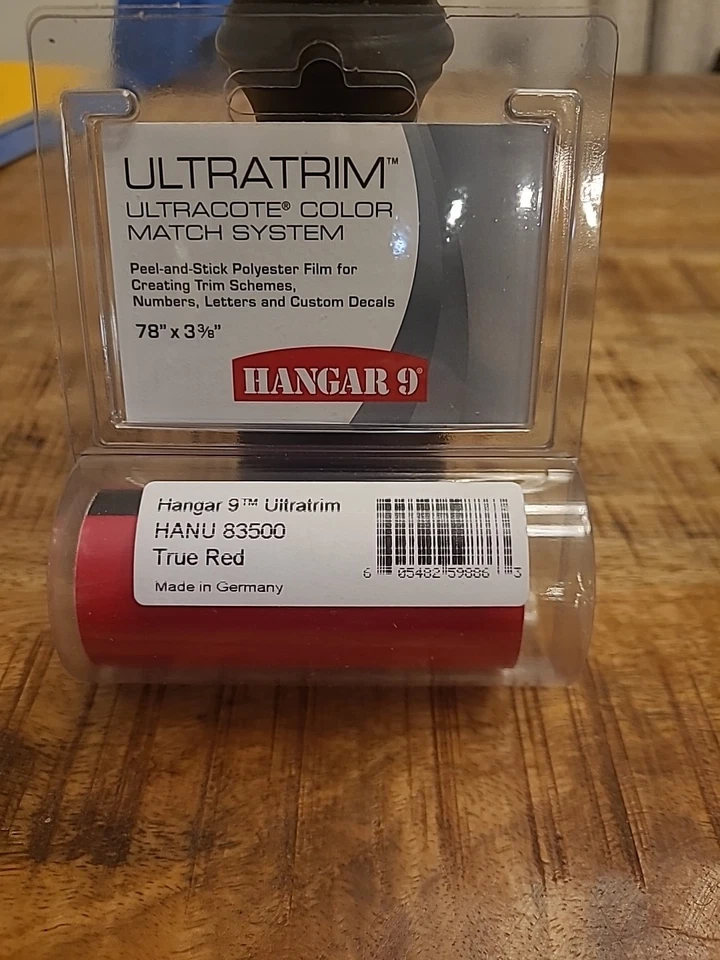 ULTRATRIM™
ULTRACOTE® COLOR
MATCH SYSTEM
Peel-and-Stick Polyester Film for
Creating Trim Schemes,
Numbers, Letters and Custom Decals
78" x 3⅜"
HANGAR 9®
Hangar 9™ Ultratrim
HANU 83500
True Red
Made in Germany
6 05482 59886 3